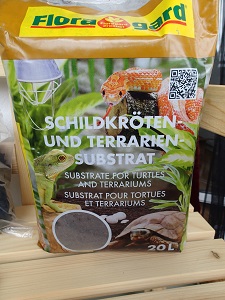 Floragard
SCHILDKRÖTEN-
UND TERRARIEN-
SUBSTRAT
SUBSTRATE FOR TURTLES
AND TERRARIUMS
SUBSTRAT POUR TORTUES
ET TERRARIUMS
20L